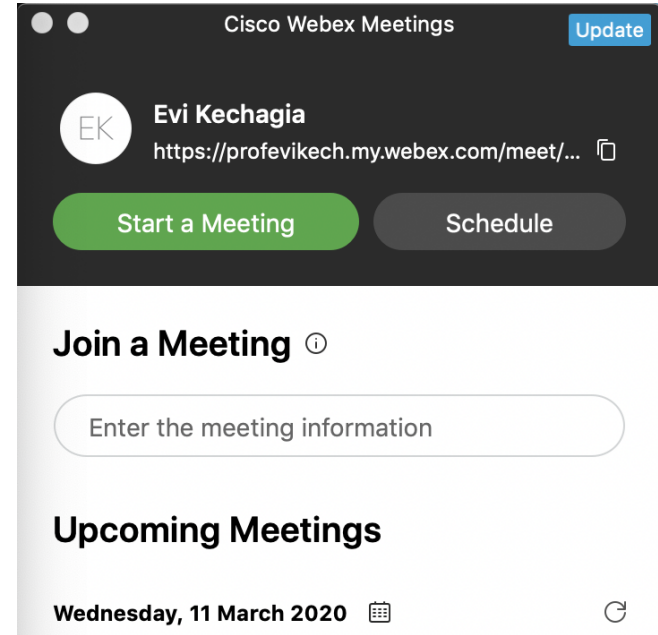 Cisco Webex Meetings
Update
EK
Evi Kechagia
https://profevikech.my.webex.com/meet/...
Start a Meeting
Schedule
Join a Meeting
Enter the meeting information
Upcoming Meetings
Wednesday, 11 March 2020